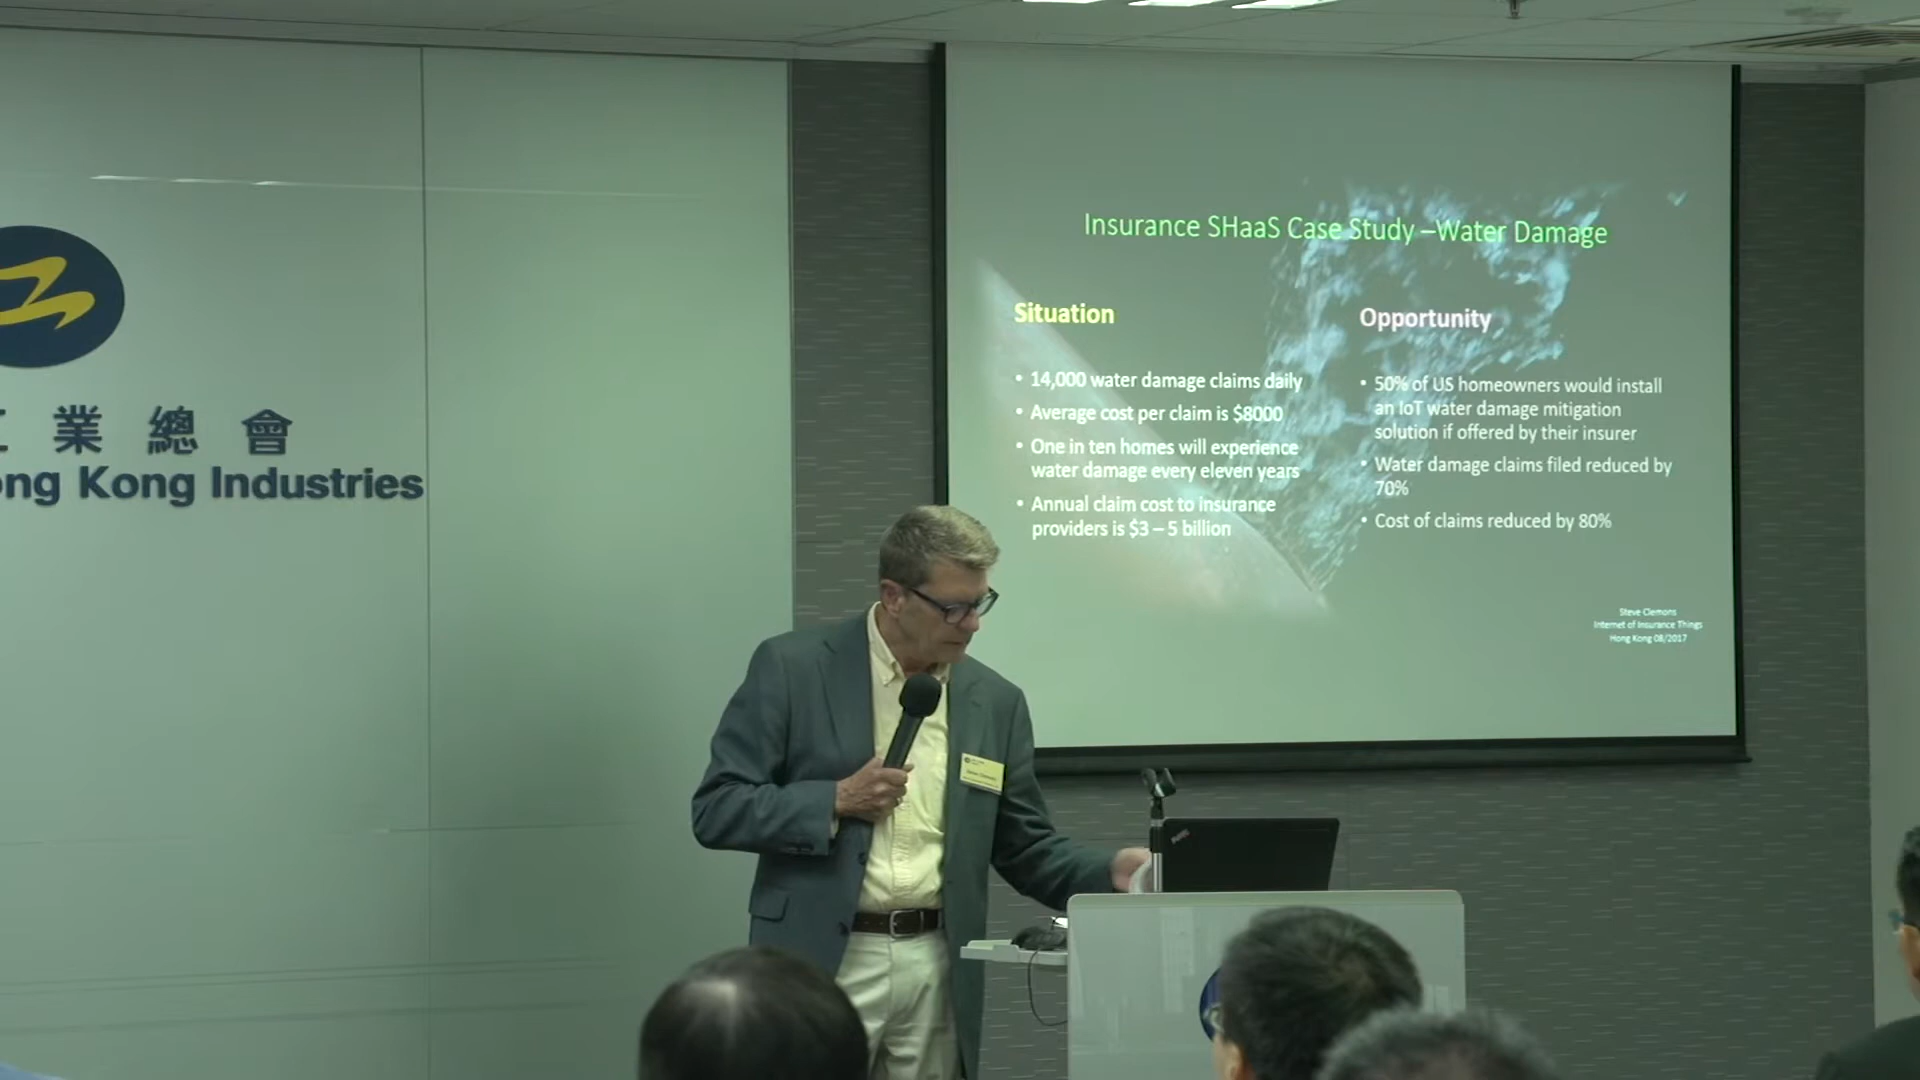 業 總 會
ong Kong Industries
Insurance SHaaS Case Study –Water Damage
Situation
• 14,000 water damage claims daily
• Average cost per claim is $8000
• One in ten homes will experience
water damage every eleven years
• Annual claim cost to insurance
providers is $3 – 5 billion
Opportunity
• 50% of US homeowners would install
an IoT water damage mitigation
solution if offered by their insurer
• Water damage claims filed reduced by
70%
• Cost of claims reduced by 80%
Steve Clemons
Internet of Insurance Things
Hong Kong 08/2017
ThinkPad